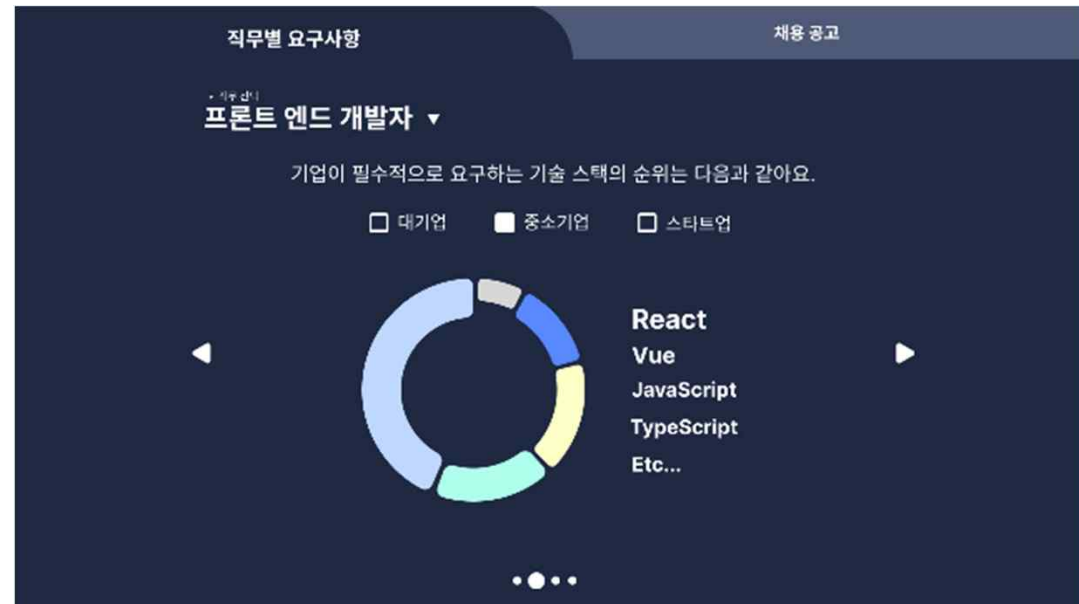 직무별 요구사항
채용 공고
프론트 엔드 개발자
기업이 필수적으로 요구하는 기술 스택의 순위는 다음과 같아요.
대기업 중소기업 스타트업
React
Vue
JavaScript
TypeScript
Etc...